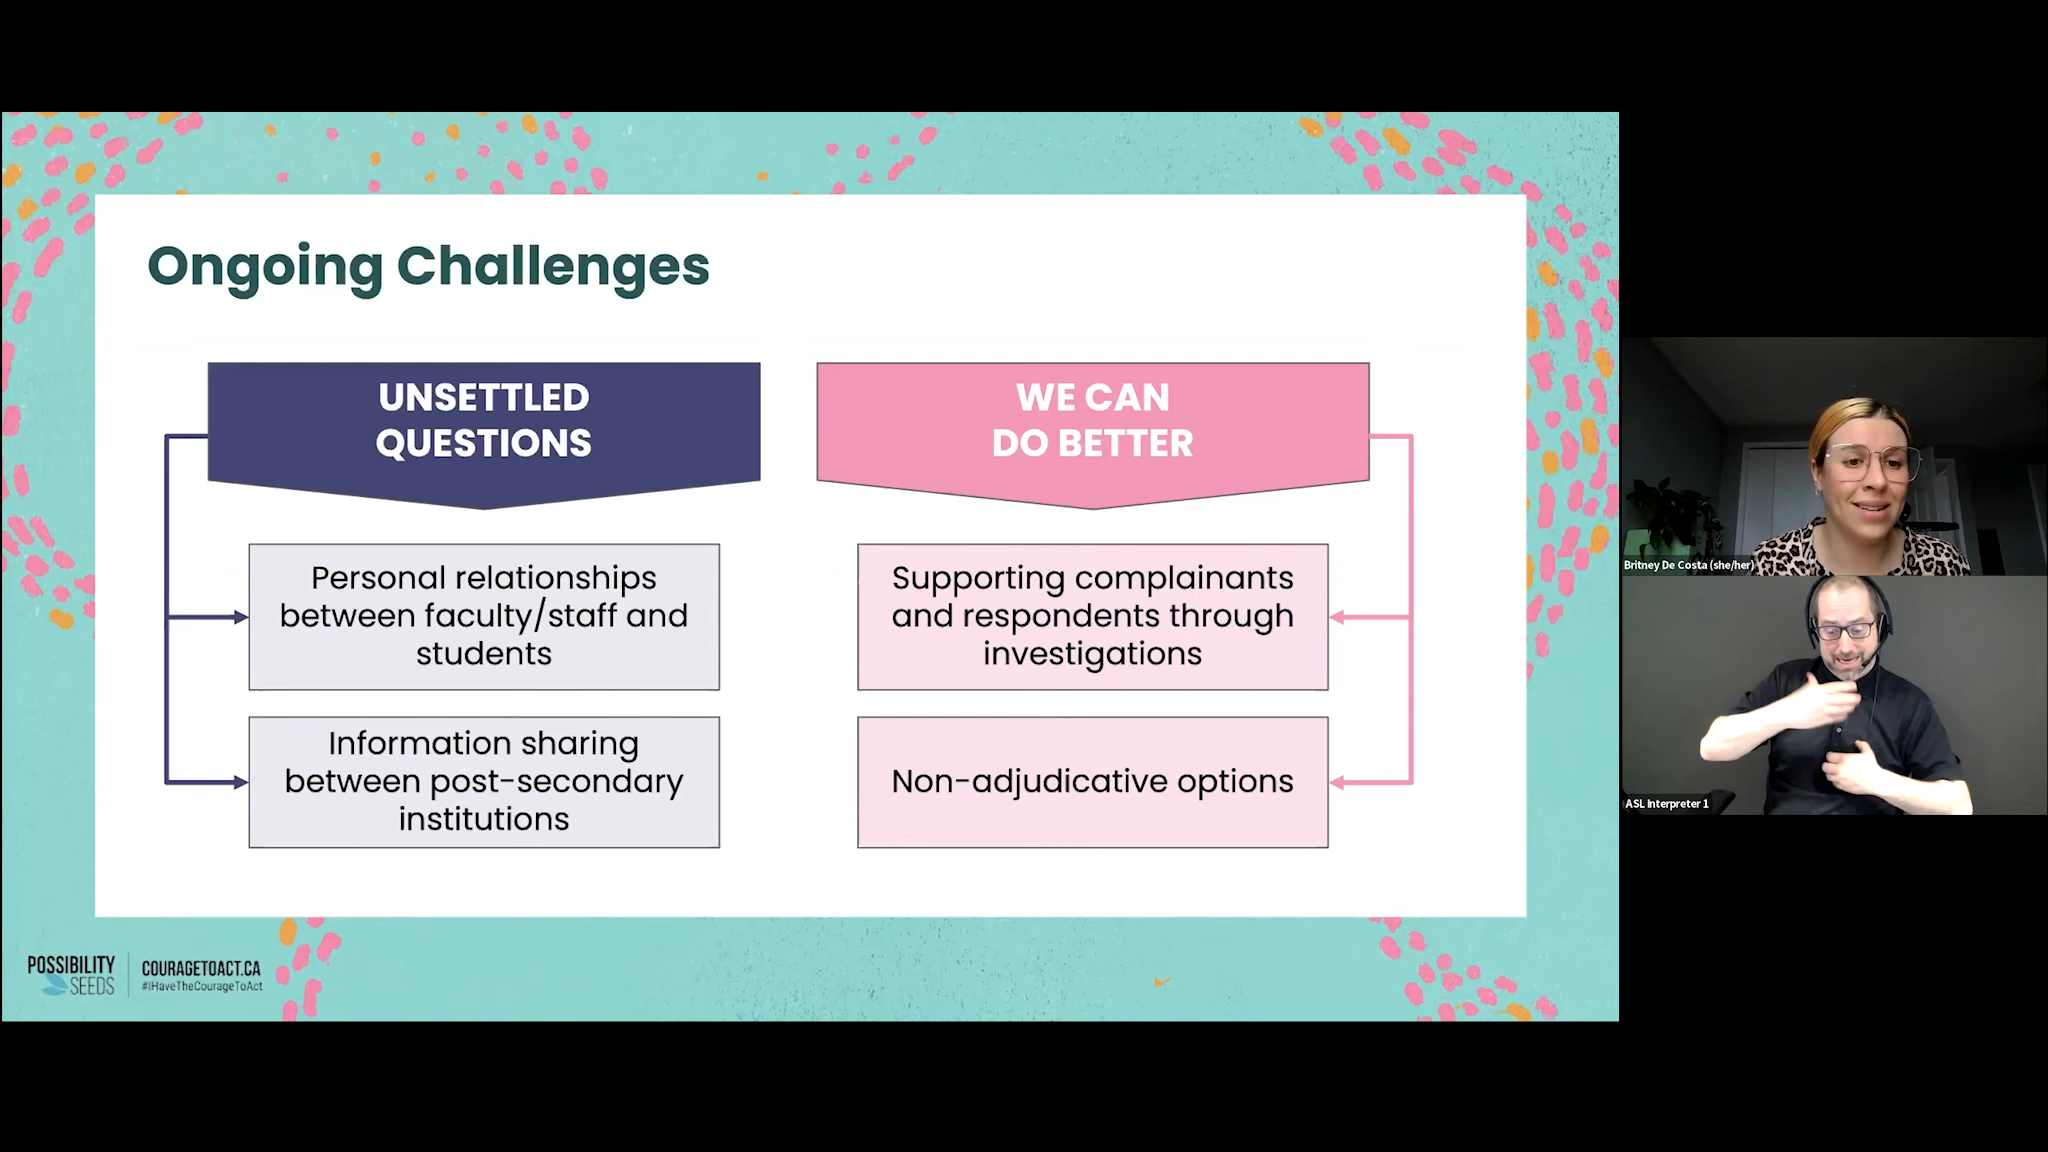 Ongoing Challenges
UNSETTLED
QUESTIONS
Personal relationships
between faculty/staff and
students
Information sharing
between post-secondary
institutions
WE CAN
DO BETTER
Supporting complainants
and respondents through
investigations
Non-adjudicative options
POSSIBILITY
SEEDS
COURAGETOACT.CA
#IHaveTheCourageToAct
Britney De Costa (she/her)
ASL Interpreter 1